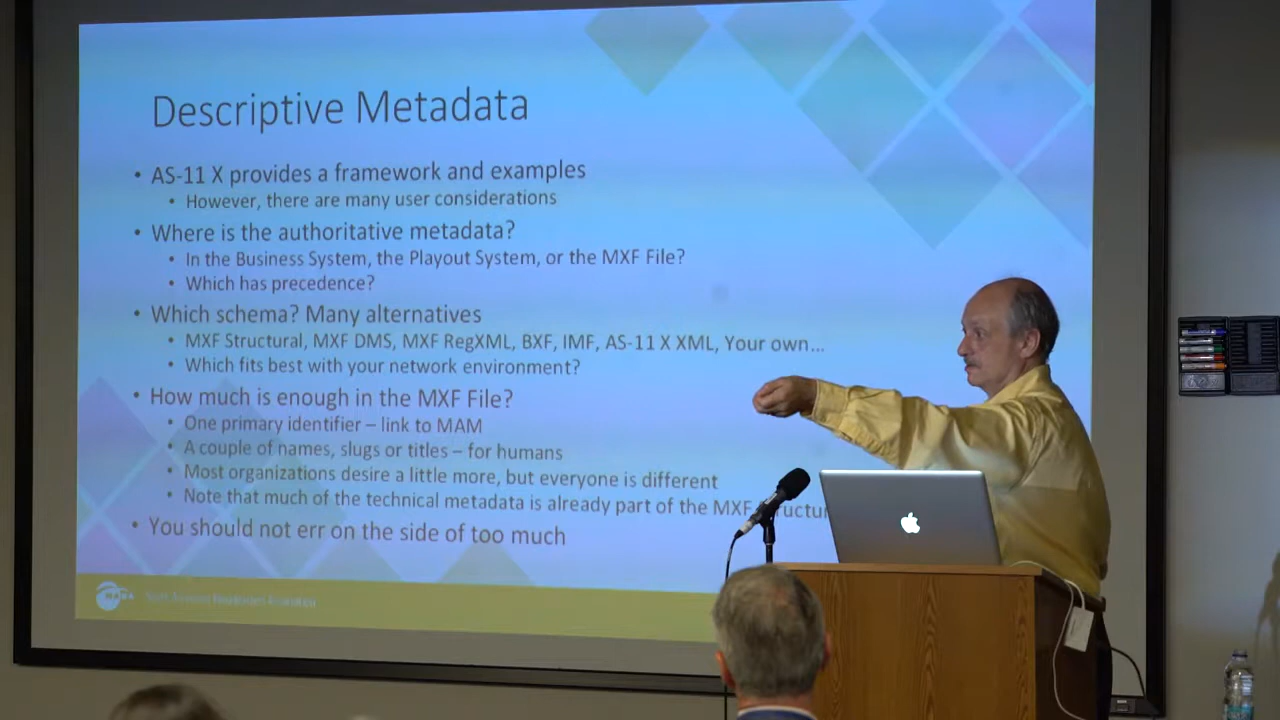 Descriptive Metadata
• AS-11 X provides a framework and examples
• However, there are many user considerations
• Where is the authoritative metadata?
• In the Business System, the Playout System, or the MXF File?
• Which has precedence?
• Which schema? Many alternatives
• MXF Structural, MXF DMS, MXF RegXML, BXF, IMF, AS-11 X XML, Your own...
• Which fits best with your network environment?
• How much is enough in the MXF File?
• One primary identifier – link to MAM
• A couple of names, slugs or titles – for humans
• Most organizations desire a little more, but everyone is different
• Note that much of the technical metadata is already part of the MXF
• You should not err on the side of too much
NABA
North American Broadcasters Association